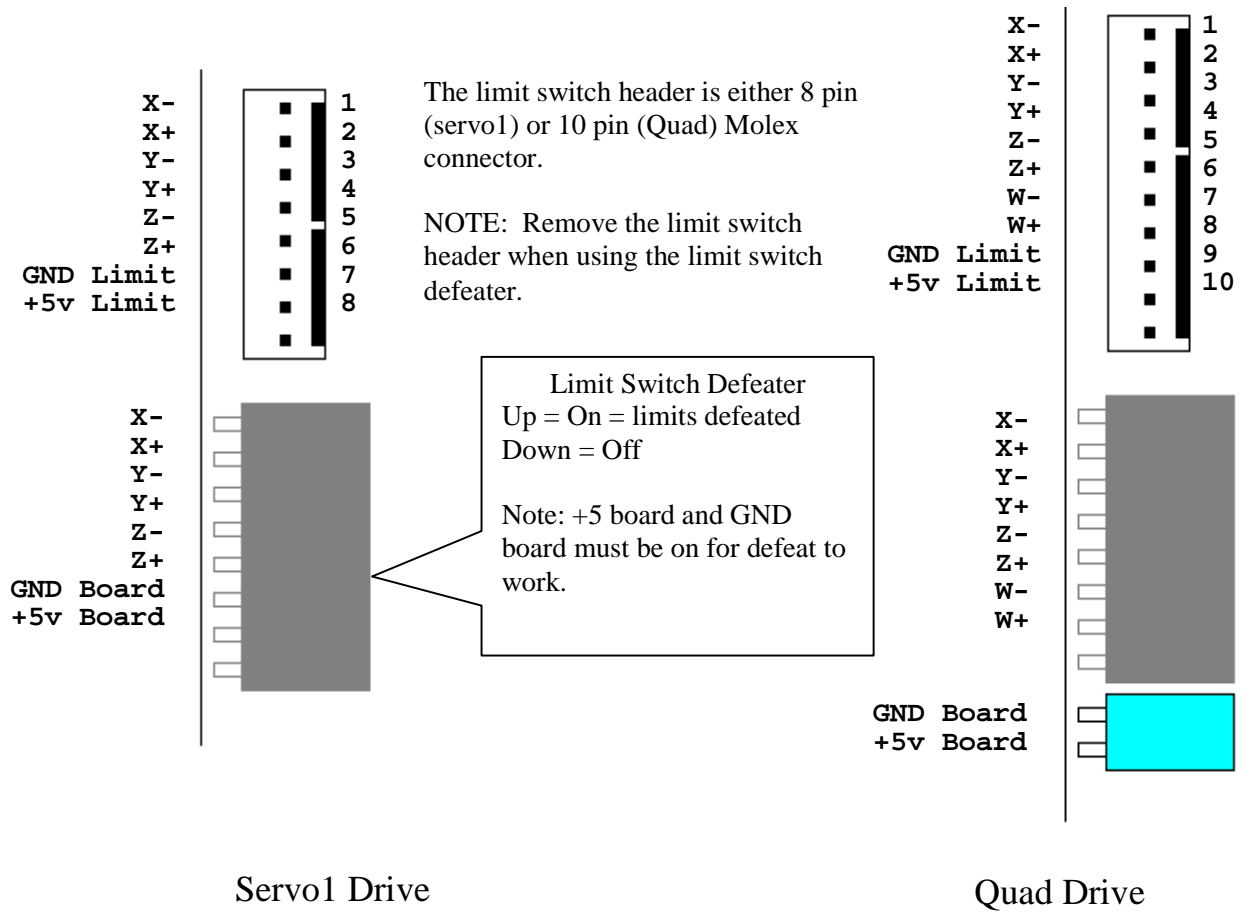 X-
X+
Y-
Y+
Z-
Z+
GND Limit
+5v Limit
1
2
3
4
5
6
7
8
The limit switch header is either 8 pin
(servo1) or 10 pin (Quad) Molex
connector.
NOTE: Remove the limit switch
header when using the limit switch
defeater.
X-
X+
Y-
Y+
Z-
Z+
W-
W+
GND Limit
+5v Limit
1
2
3
4
5
6
7
8
9
10
X-
X+
Y-
Y+
Z-
Z+
GND Board
+5v Board
Limit Switch Defeater
Up = On = limits defeated
Down = Off
Note: +5 board and GND
board must be on for defeat to
work.
X-
X+
Y-
Y+
Z-
Z+
W-
W+
GND Board
+5v Board
Servo1 Drive
Quad Drive